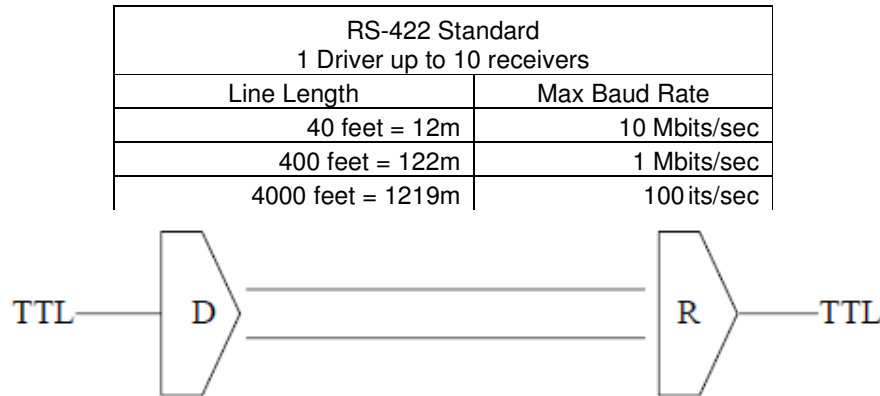 RS-422 Standard
1 Driver up to 10 receivers
Line Length Max Baud Rate
40 feet = 12m 10 Mbits/sec
400 feet = 122m 1 Mbits/sec
4000 feet = 1219m 100 its/sec
TTL D R TTL